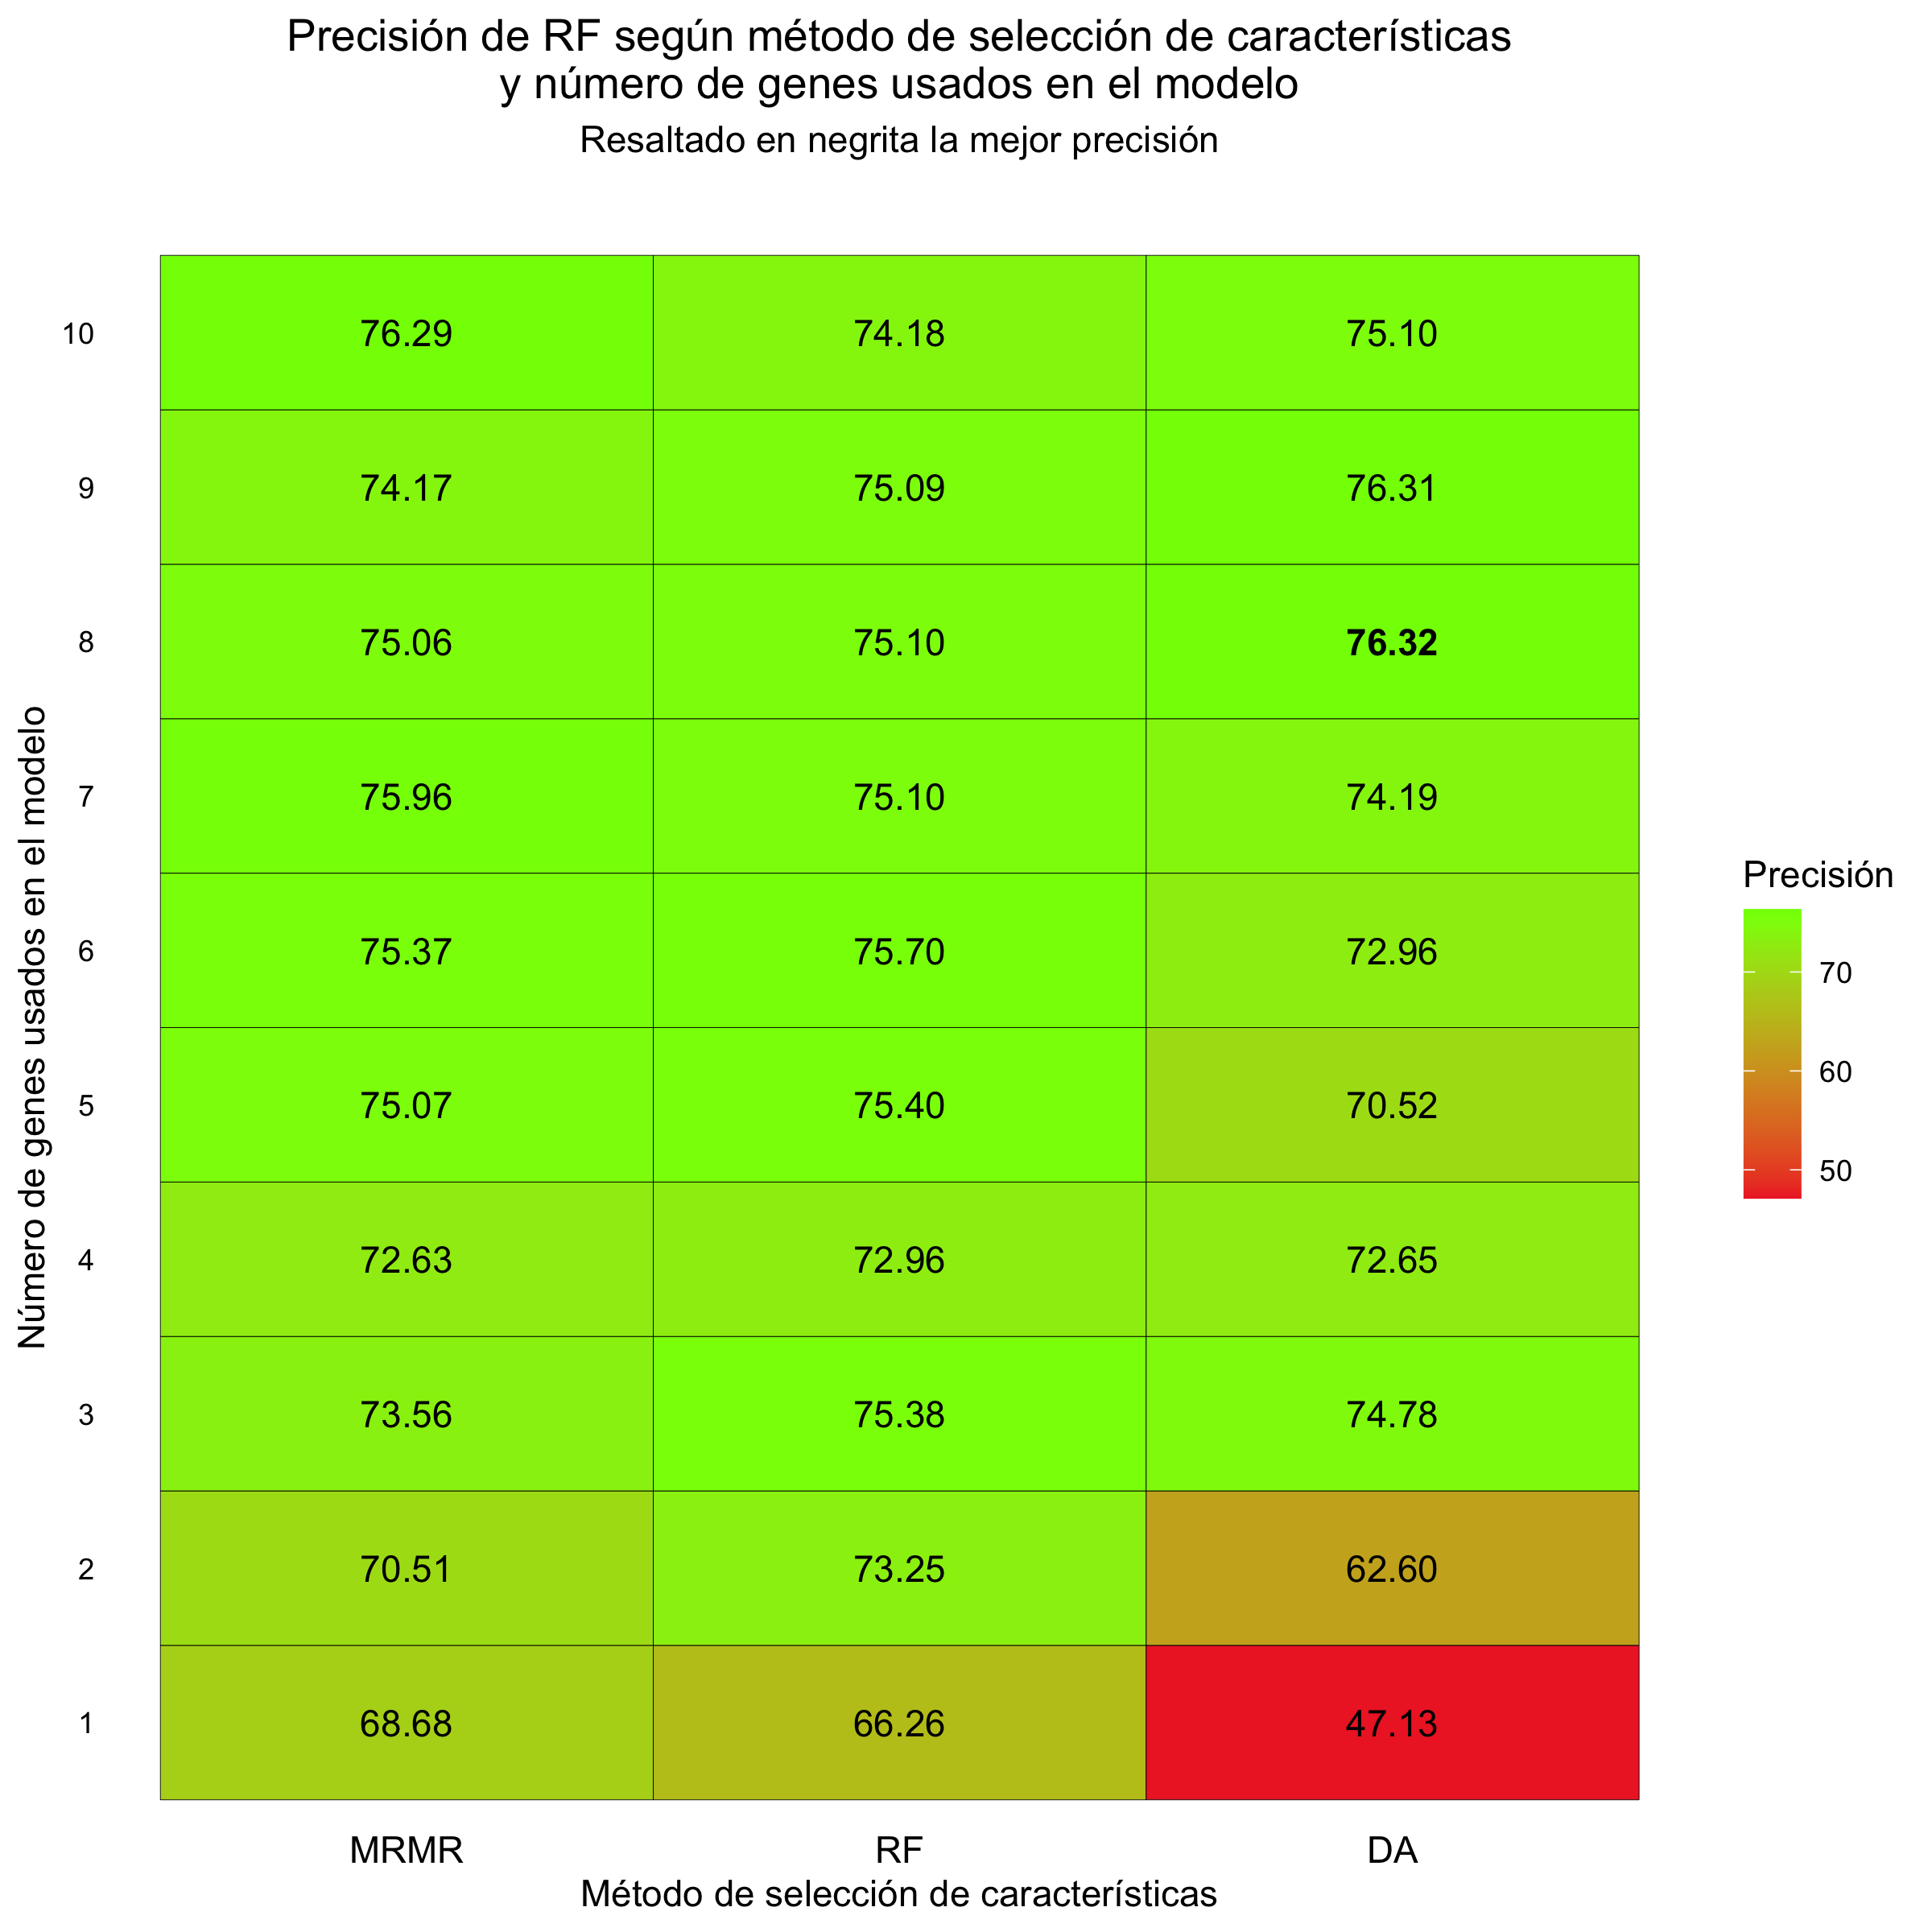 Precisión de RF según método de selección de características
y número de genes usados en el modelo
Resaltado en negrita la mejor precisión
Número de genes usados en el modelo
10 76.29 74.18 75.10
9 74.17 75.09 76.31
8 75.06 75.10 76.32
7 75.96 75.10 74.19
6 75.37 75.70 72.96
5 75.07 75.40 70.52
4 72.63 72.96 72.65
3 73.56 75.38 74.78
2 70.51 73.25 62.60
1 68.68 66.26 47.13
MRMR RF DA
Método de selección de características
Precisión
70
60
50